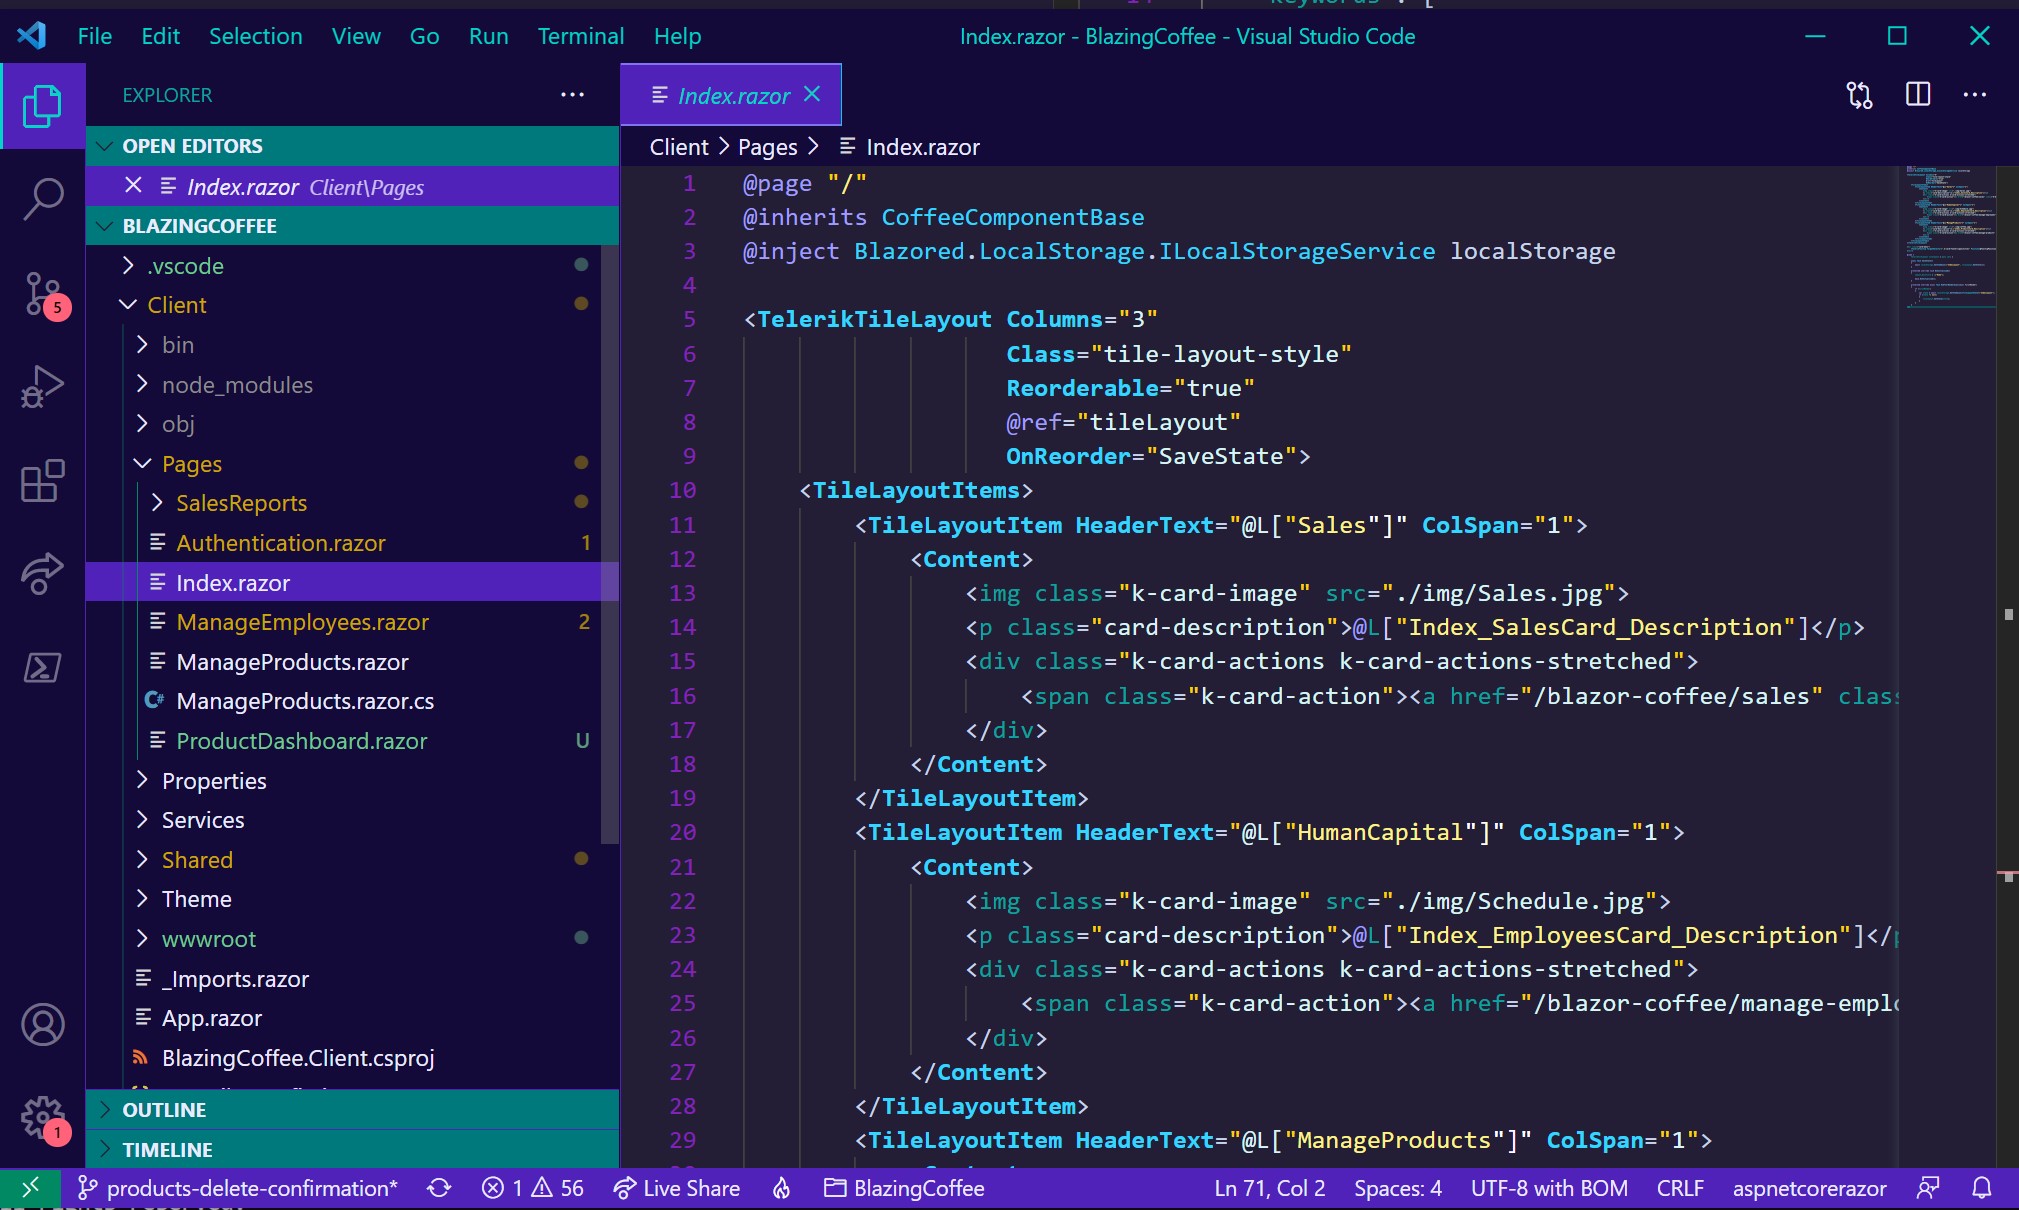 keywords : [
File Edit Selection View Go Run Terminal Help
Index.razor - BlazingCoffee - Visual Studio Code
EXPLORER
OPEN EDITORS
Index.razor Client\Pages
BLAZINGCOFFEE
.vscode
Client
bin
node_modules
obj
Pages
SalesReports
Authentication.razor 1
Index.razor
ManageEmployees.razor 2
ManageProducts.razor
C# ManageProducts.razor.cs
ProductDashboard.razor U
Properties
Services
Shared
Theme
wwwroot
_Imports.razor
App.razor
BlazingCoffee.Client.csproj
OUTLINE
TIMELINE
5
1
Index.razor
Client > Pages > Index.razor
1 @page "/"
2 @inherits CoffeeComponentBase
3 @inject Blazored.LocalStorage.ILocalStorageService localStorage
4
5 <TelerikTileLayout Columns="3"
6 Class="tile-layout-style"
7 Reorderable="true"
8 @ref="tileLayout"
9 OnReorder="SaveState">
10 <TileLayoutItems>
11 <TileLayoutItem HeaderText="@L["Sales"]" ColSpan="1">
12 <Content>
13 <img class="k-card-image" src="./img/Sales.jpg">
14 <p class="card-description">@L["Index_SalesCard_Description"]</p>
15 <div class="k-card-actions k-card-actions-stretched">
16 <span class="k-card-action"><a href="/blazor-coffee/sales" clas
17 </div>
18 </Content>
19 </TileLayoutItem>
20 <TileLayoutItem HeaderText="@L["HumanCapital"]" ColSpan="1">
21 <Content>
22 <img class="k-card-image" src="./img/Schedule.jpg">
23 <p class="card-description">@L["Index_EmployeesCard_Description"]</p
24 <div class="k-card-actions k-card-actions-stretched">
25 <span class="k-card-action"><a href="/blazor-coffee/manage-empl
26 </div>
27 </Content>
28 </TileLayoutItem>
29 <TileLayoutItem HeaderText="@L["ManageProducts"]" ColSpan="1">
products-delete-confirmation* 1 56 Live Share BlazingCoffee Ln 71, Col 2 Spaces: 4 UTF-8 with BOM CRLF aspnetcorerazor